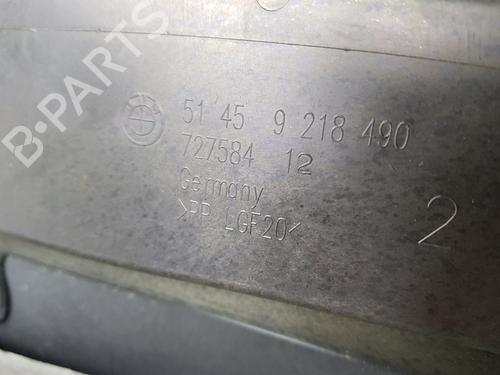 B-PARTS
51 45 9 218 490
727584 12
Germany
>PP LGF20<
2